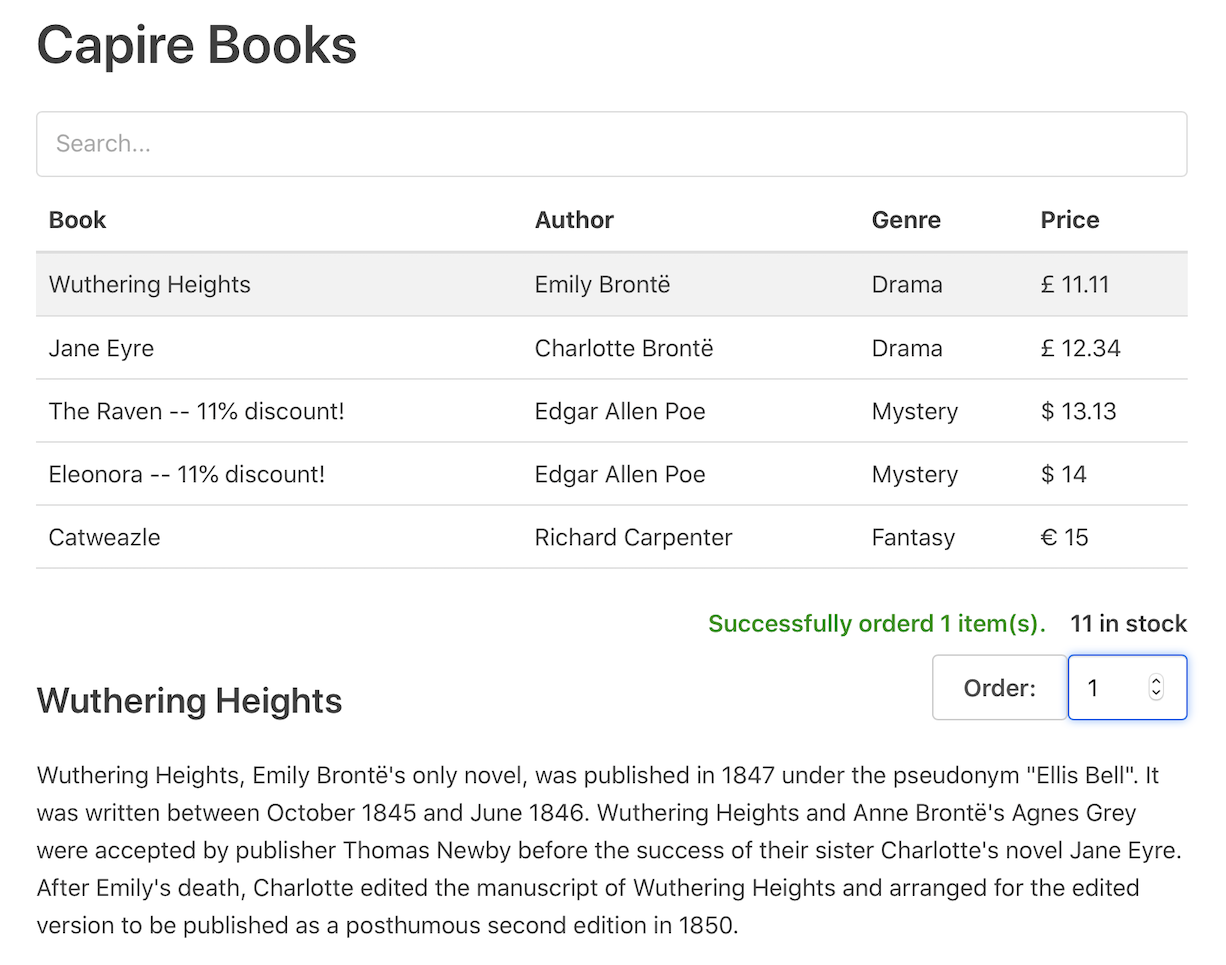 Capire Books
Search...
Book Author Genre Price
Wuthering Heights Emily Brontë Drama £ 11.11
Jane Eyre Charlotte Brontë Drama £ 12.34
The Raven -- 11% discount! Edgar Allen Poe Mystery $ 13.13
Eleonora -- 11% discount! Edgar Allen Poe Mystery $ 14
Catweazle Richard Carpenter Fantasy € 15
Successfully orderd 1 item(s). 11 in stock
Order: 1
Wuthering Heights
Wuthering Heights, Emily Brontë's only novel, was published in 1847 under the pseudonym "Ellis Bell". It
was written between October 1845 and June 1846. Wuthering Heights and Anne Brontë's Agnes Grey
were accepted by publisher Thomas Newby before the success of their sister Charlotte's novel Jane Eyre.
After Emily's death, Charlotte edited the manuscript of Wuthering Heights and arranged for the edited
version to be published as a posthumous second edition in 1850.